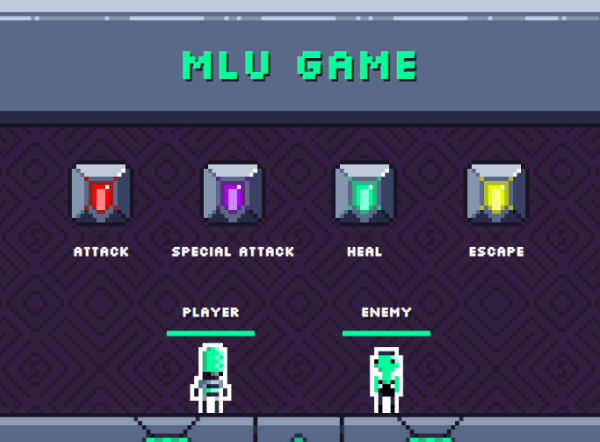 MLV GAME
ATTACK
SPECIAL ATTACK
HEAL
ESCAPE
PLAYER
ENEMY